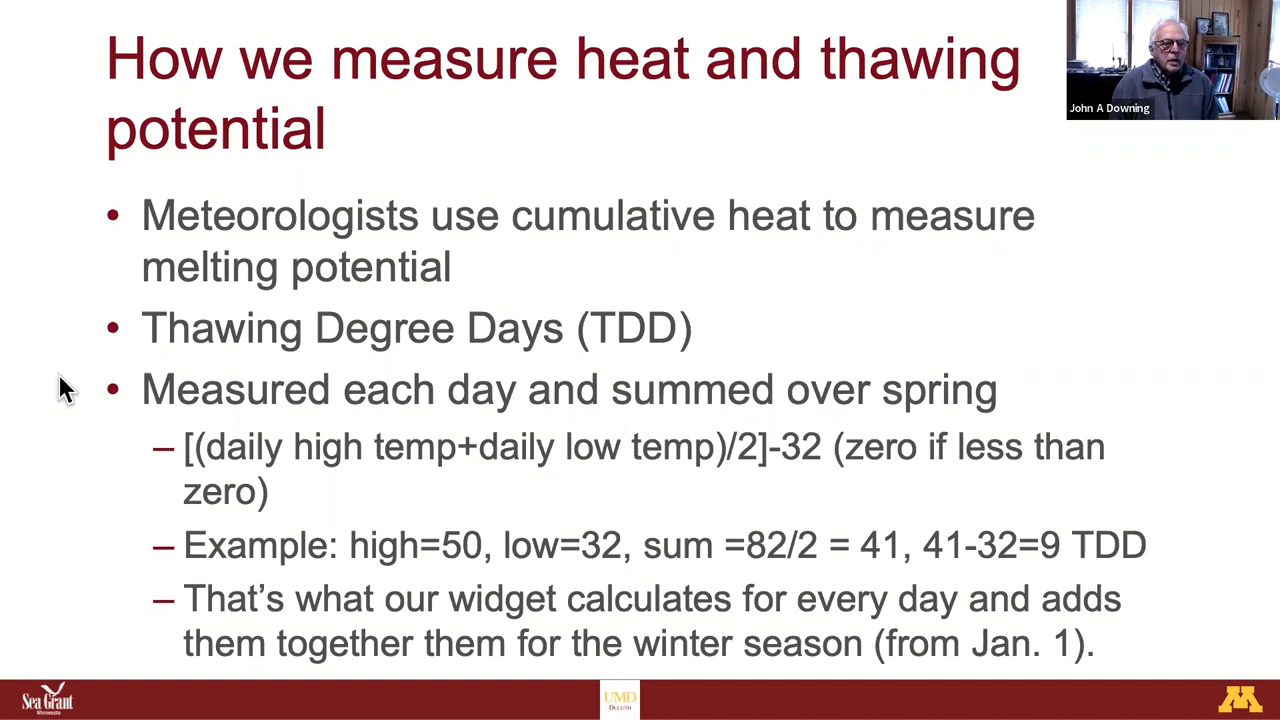 How we measure heat and thawing
potential
John A Downing
• Meteorologists use cumulative heat to measure
melting potential
• Thawing Degree Days (TDD)
• Measured each day and summed over spring
– [(daily high temp+daily low temp)/2]-32 (zero if less than
zero)
– Example: high=50, low=32, sum =82/2 = 41, 41-32=9 TDD
– That's what our widget calculates for every day and adds
them together them for the winter season (from Jan. 1).
Sea Grant
Minnesota
UMD
DULUTH
M